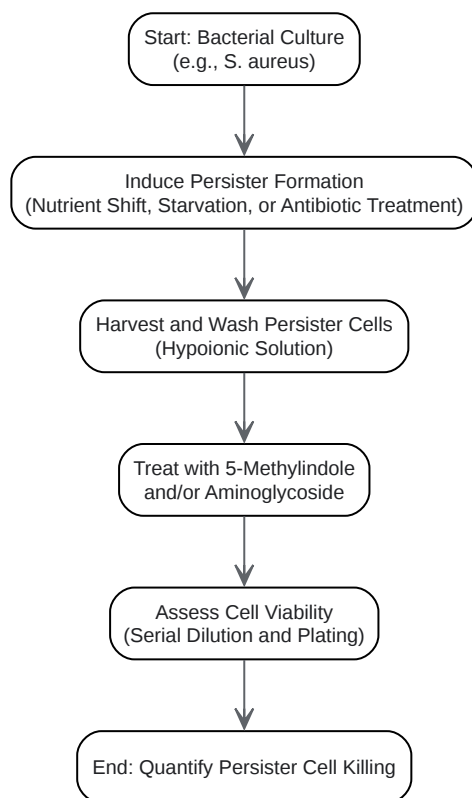 Start: Bacterial Culture
(e.g., S. aureus)
Induce Persister Formation
(Nutrient Shift, Starvation, or Antibiotic Treatment)
Harvest and Wash Persister Cells
(Hypoionic Solution)
Treat with 5-Methylindole
and/or Aminoglycoside
Assess Cell Viability
(Serial Dilution and Plating)
End: Quantify Persister Cell Killing